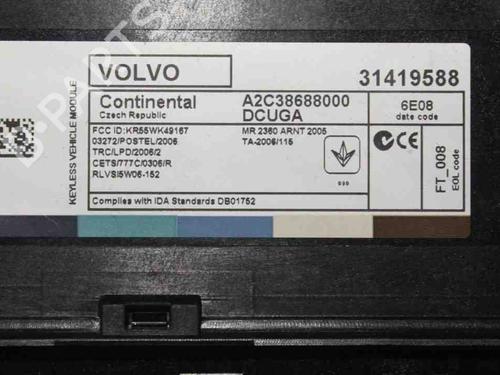 VOLVO
31419588
KEYLESS VEHICLE MODULE
Continental
Czech Republic
A2C38688000
DCUGA
6E08
date code
FCC ID:KR55WK49167
03272/POSTEL/2006
TRC/LPD/2006/2
CETS/777C/0306/R
RLVSI5W06-152
MR 2360 ARNT 2005
TA-2006/115
FT_008
EOL code
Complies with IDA Standards DB01752